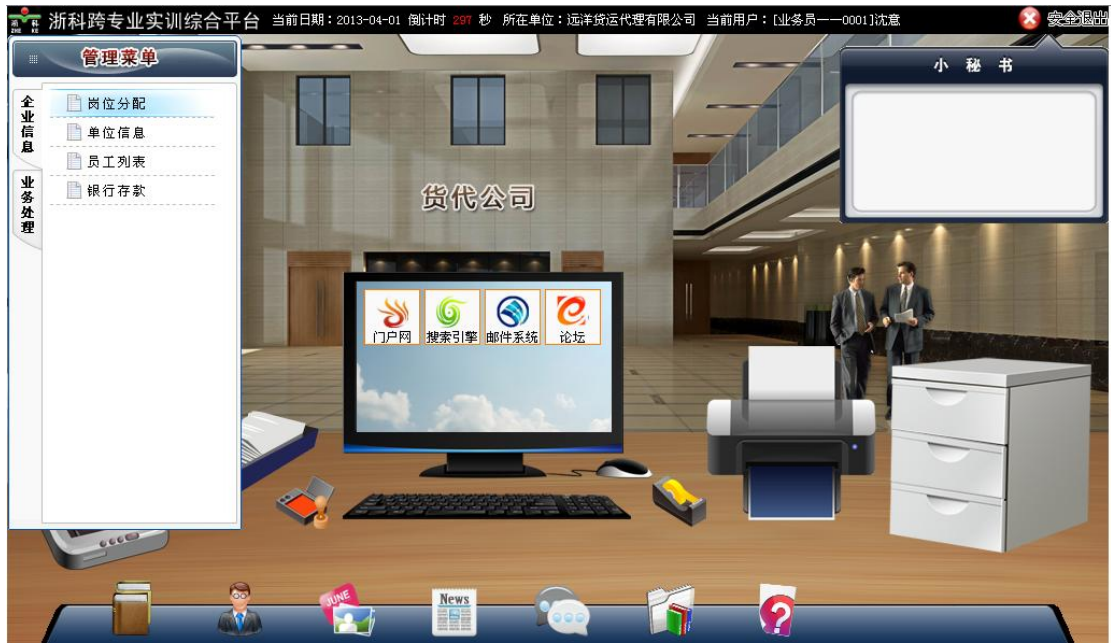 浙科跨专业实训综合平台 当前日期：2013-04-01 倒计时 297 秒 所在单位：远洋货运代理有限公司 当前用户：[业务员——0001]沈意 安全退出
ZHE KE
管理菜单
小 秘 书
企业信息
岗位分配
单位信息
员工列表
银行存款
业务处理
货代公司
门户网 搜索引擎 邮件系统 论坛
JUNE
News